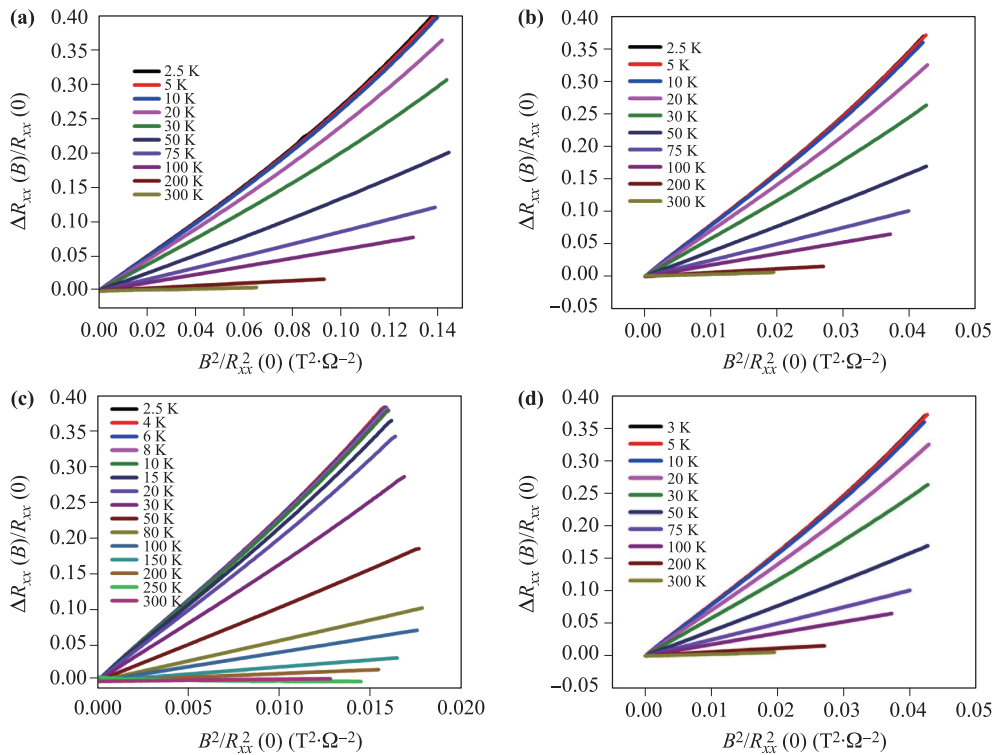 (a)
0.40
0.35
0.30
0.25
0.20
0.15
0.10
0.05
0.00
ΔR_xx (B)/R_xx (0)
2.5 K
5 K
10 K
20 K
30 K
50 K
75 K
100 K
200 K
300 K
0.00 0.02 0.04 0.06 0.08 0.10 0.12 0.14
B²/R²_xx (0) (T²·Ω⁻²)
(b)
0.40
0.35
0.30
0.25
0.20
0.15
0.10
0.05
0.00
−0.05
ΔR_xx (B)/R_xx (0)
2.5 K
5 K
10 K
20 K
30 K
50 K
75 K
100 K
200 K
300 K
0.00 0.01 0.02 0.03 0.04 0.05
B²/R²_xx (0) (T²·Ω⁻²)
(c)
0.40
0.35
0.30
0.25
0.20
0.15
0.10
0.05
0.00
ΔR_xx (B)/R_xx (0)
2.5 K
4 K
6 K
8 K
10 K
15 K
20 K
30 K
50 K
80 K
100 K
150 K
200 K
250 K
300 K
0.000 0.005 0.010 0.015 0.020
B²/R²_xx (0) (T²·Ω⁻²)
(d)
0.40
0.35
0.30
0.25
0.20
0.15
0.10
0.05
0.00
−0.05
ΔR_xx (B)/R_xx (0)
3 K
5 K
10 K
20 K
30 K
50 K
75 K
100 K
200 K
300 K
0.00 0.01 0.02 0.03 0.04 0.05
B²/R²_xx (0) (T²·Ω⁻²)